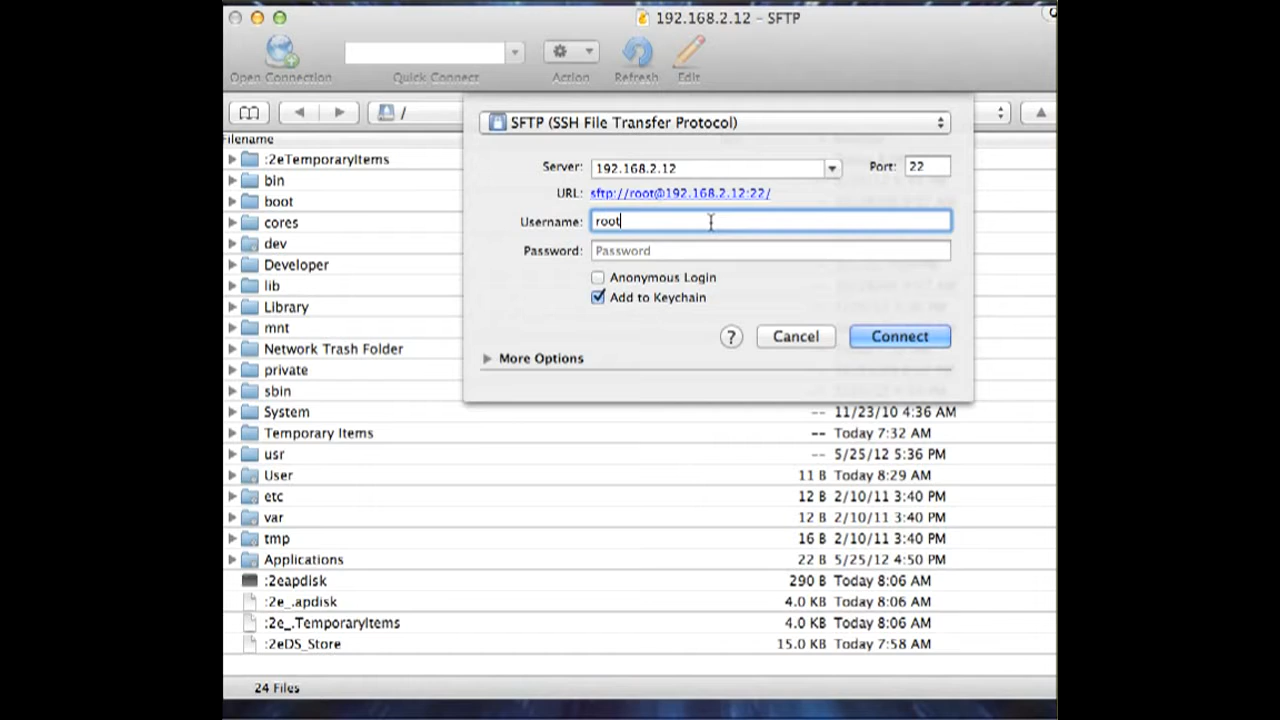 192.168.2.12 – SFTP
Open Connection
Quick Connect
Action
Refresh
Edit
/
SFTP (SSH File Transfer Protocol)
Filename
Server: 192.168.2.12 Port: 22
URL: sftp://root@192.168.2.12:22/
Username: root
Password: Password
Anonymous Login
Add to Keychain
? Cancel Connect
More Options
:2eTemporaryItems
bin
boot
cores
dev
Developer
lib
Library
mnt
Network Trash Folder
private
sbin
System -- 11/23/10 4:36 AM
Temporary Items -- Today 7:32 AM
usr -- 5/25/12 5:36 PM
User 11 B Today 8:29 AM
etc 12 B 2/10/11 3:40 PM
var 12 B 2/10/11 3:40 PM
tmp 16 B 2/10/11 3:40 PM
Applications 22 B 5/25/12 4:50 PM
:2eapdisk 290 B Today 8:06 AM
:2e_.apdisk 4.0 KB Today 8:06 AM
:2e_.TemporaryItems 4.0 KB Today 8:06 AM
:2eDS_Store 15.0 KB Today 7:58 AM
24 Files